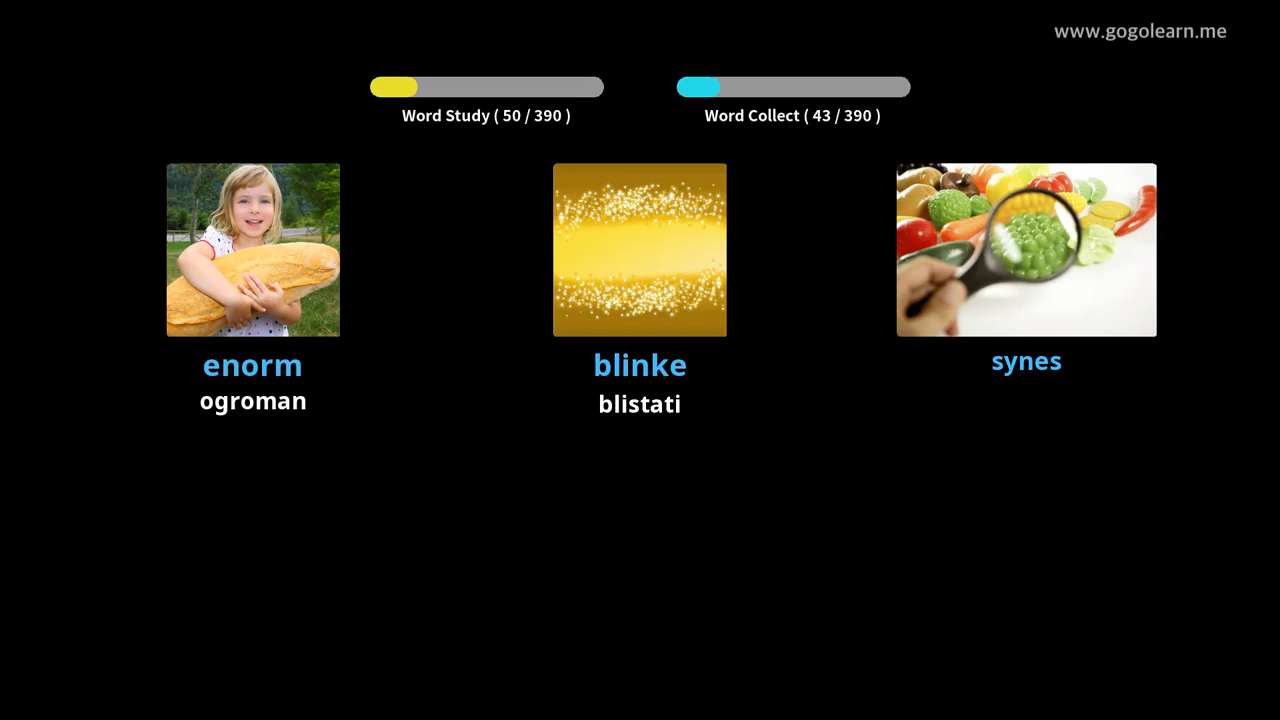 www.gogolearn.me
Word Study ( 50 / 390 )
Word Collect ( 43 / 390 )
enorm
ogroman
blinke
blistati
synes